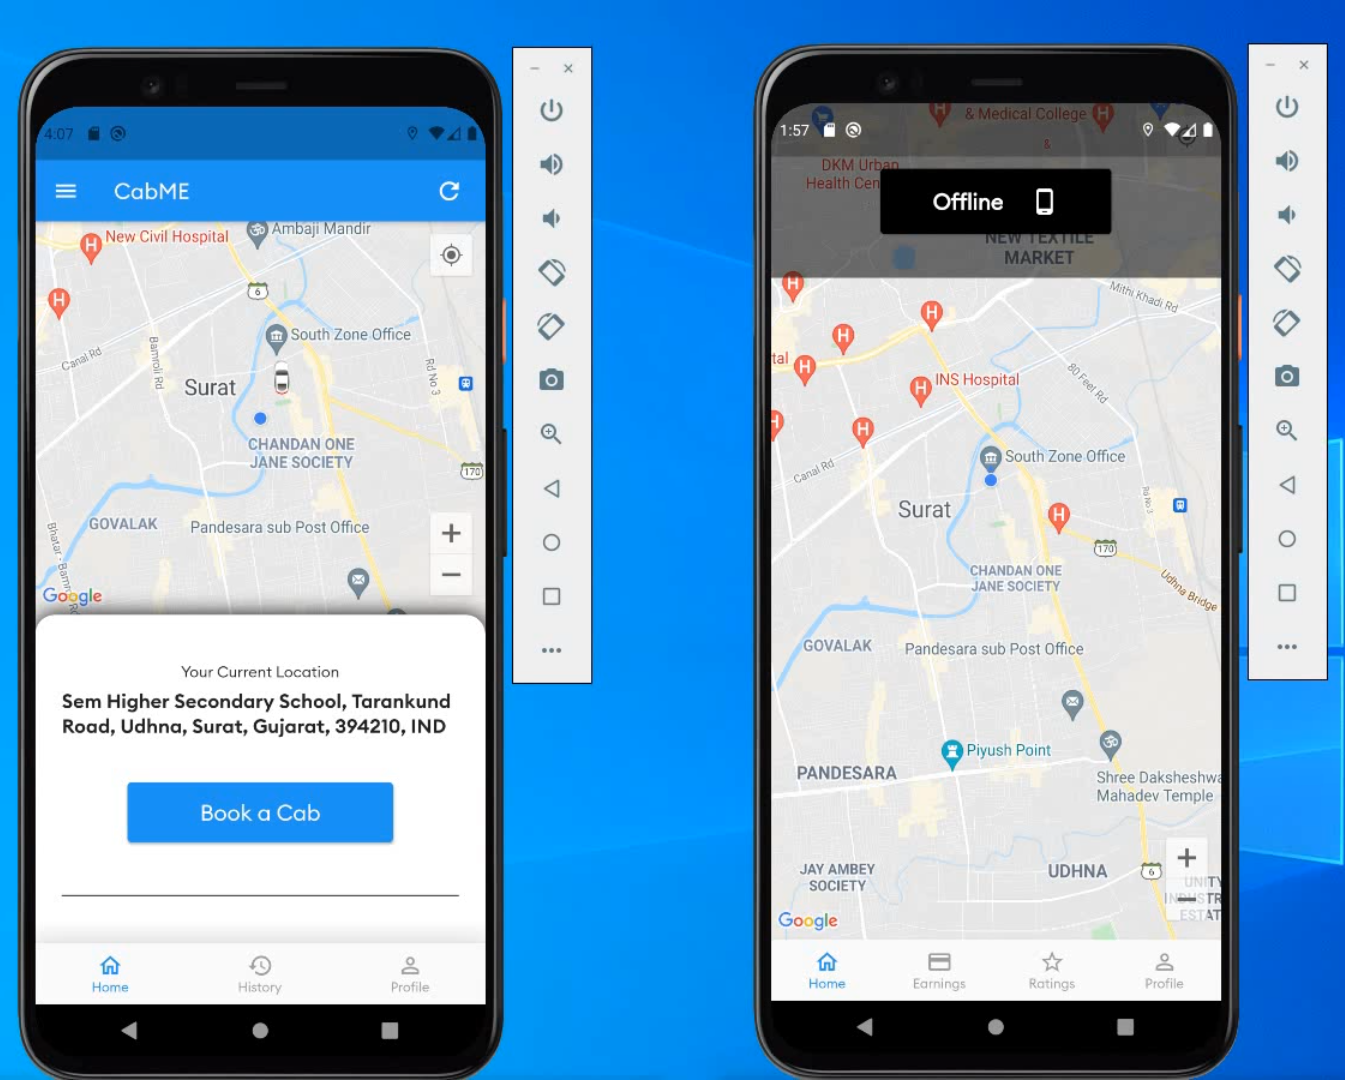 4:07
CabME
New Civil Hospital
Ambaji Mandir
6
South Zone Office
Canal Rd
Bamroli Rd
Rd No 3
Surat
CHANDAN ONE
JANE SOCIETY
170
GOVALAK
Pandesara sub Post Office
Google
Your Current Location
Sem Higher Secondary School, Tarankund
Road, Udhna, Surat, Gujarat, 394210, IND
Book a Cab
Home
History
Profile
1:57
& Medical College
&
DKM Urban
Health Cen
Offline
NEW TEXTILE
MARKET
Mithi Khadi Rd
tal
INS Hospital
80 Feet Rd
South Zone Office
Canal Rd
Rd No 3
Surat
170
CHANDAN ONE
JANE SOCIETY
Udhna Bridge
GOVALAK
Pandesara sub Post Office
Piyush Point
PANDESARA
Shree Daksheshwa
Mahadev Temple
JAY AMBEY
SOCIETY
UDHNA
6
UNITY
ESTAT
Google
Home
Earnings
Ratings
Profile